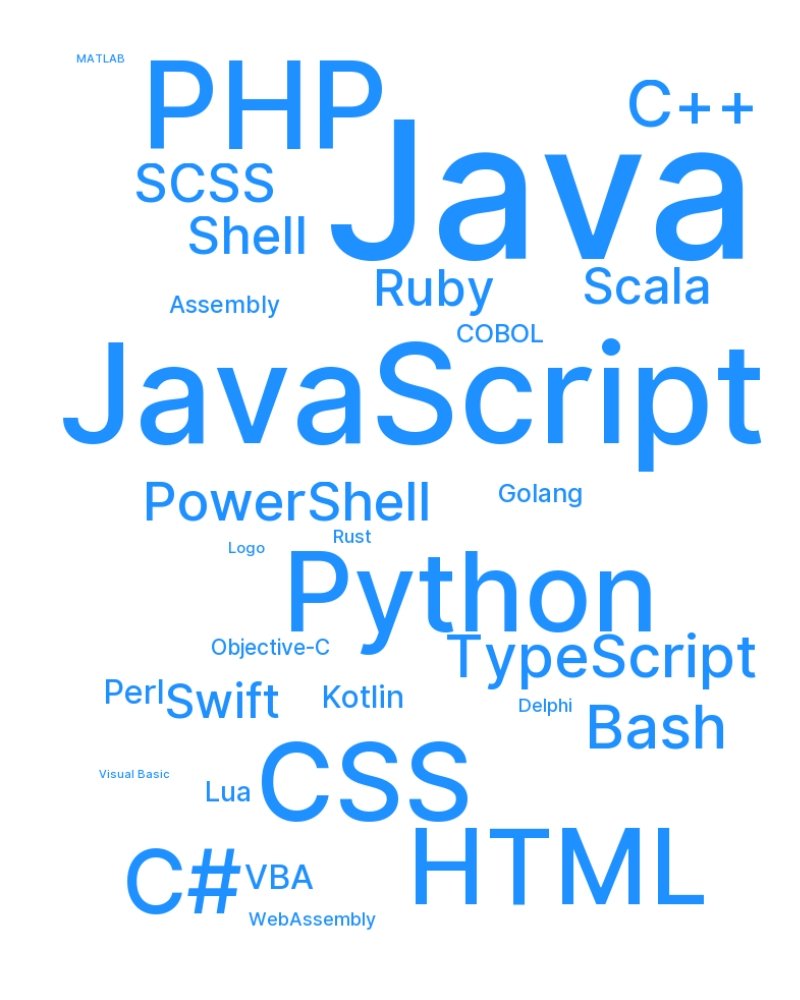 MATLAB
PHP
C++
Java
SCSS
Shell
Ruby
Scala
Assembly
COBOL
JavaScript
PowerShell
Golang
Rust
Logo
Python
Objective-C
TypeScript
Perl
Swift
Kotlin
Delphi
Bash
Visual Basic
Lua
CSS
HTML
C#
VBA
WebAssembly